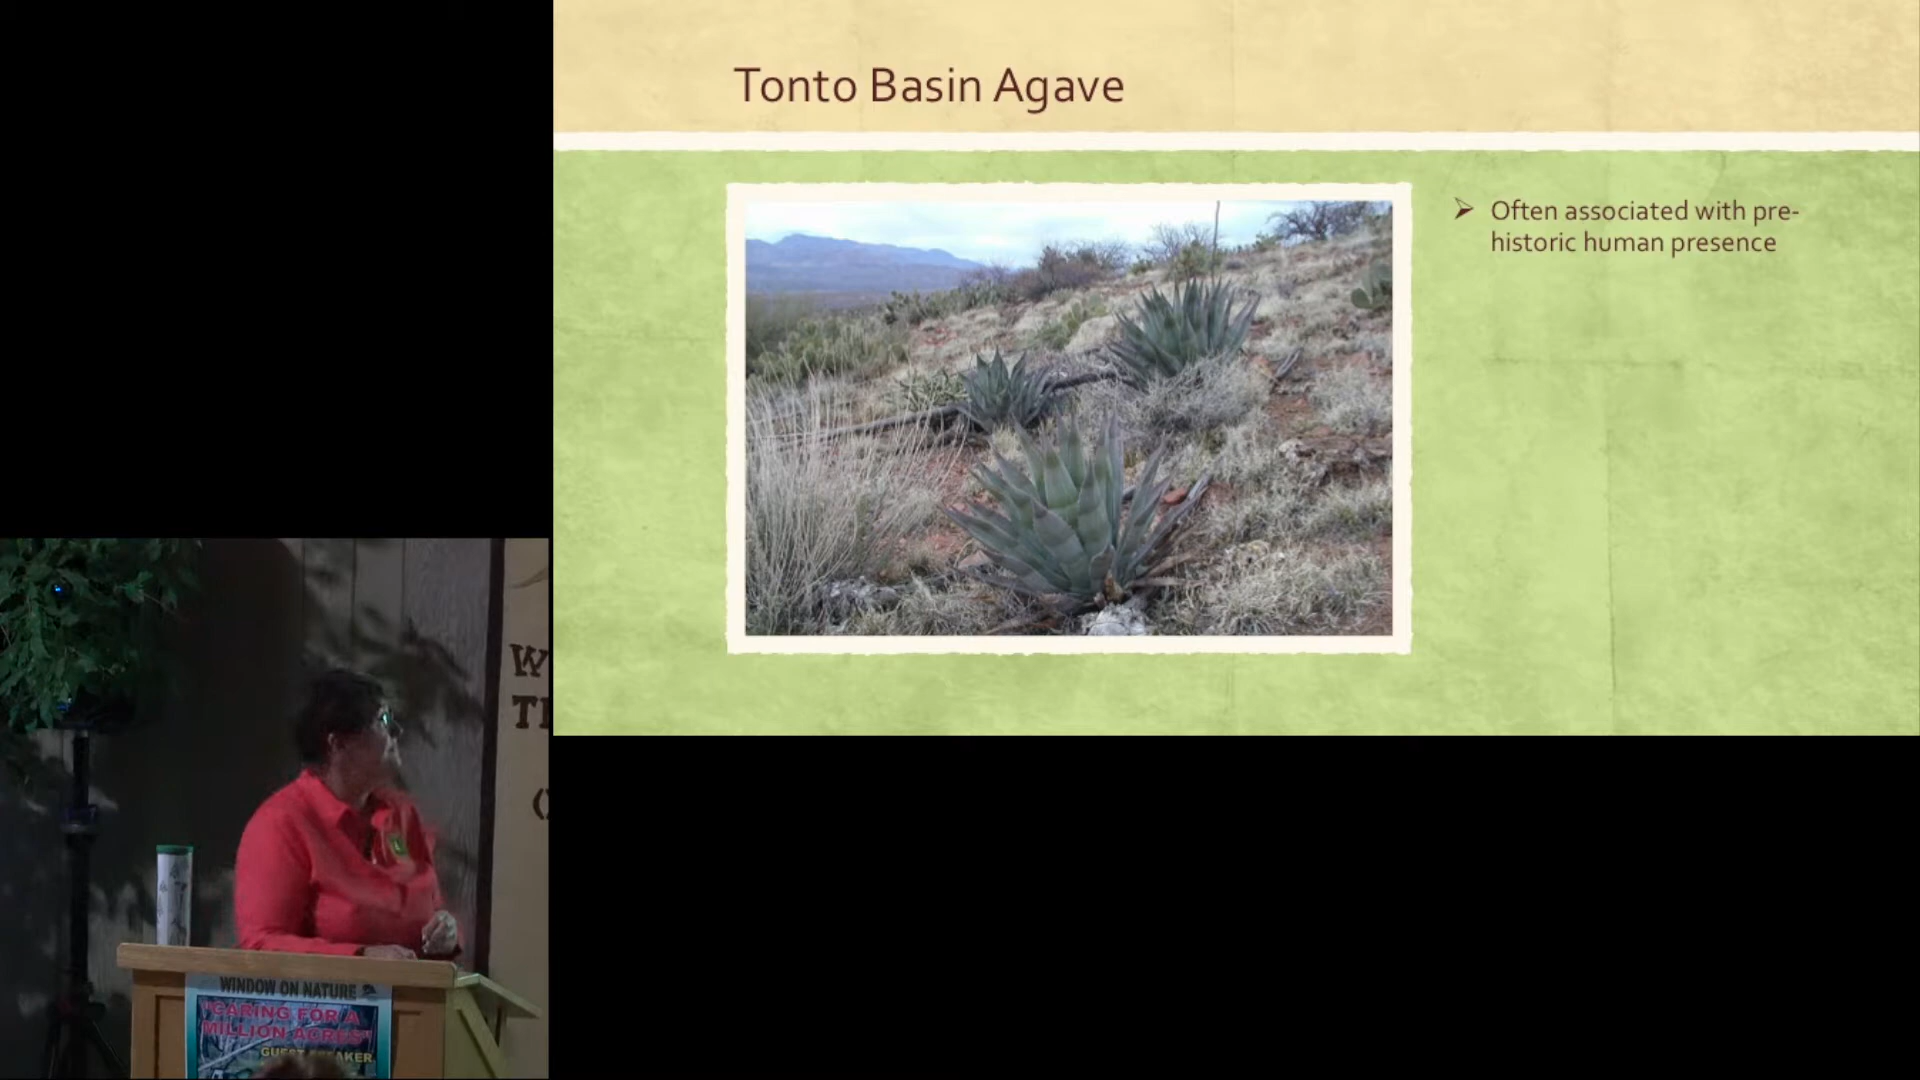 Tonto Basin Agave
Often associated with pre-
historic human presence
W
WINDOW ON NATURE
"CARING FOR A
MILLION ACRES"
GUEST SPEAKER